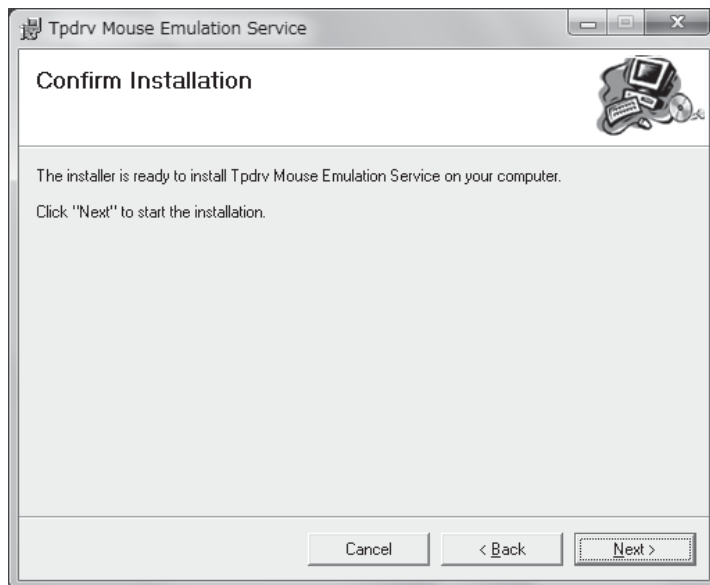 Tpdrv Mouse Emulation Service
Confirm Installation
The installer is ready to install Tpdrv Mouse Emulation Service on your computer.
Click "Next" to start the installation.
Cancel
< Back
Next >